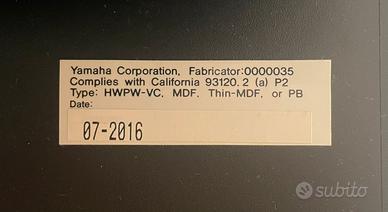 Yamaha Corporation, Fabricator:0000035
Complies with California 93120.2 (a) P2
Type: HWPW-VC, MDF, Thin-MDF, or PB
Date:
07-2016
subito